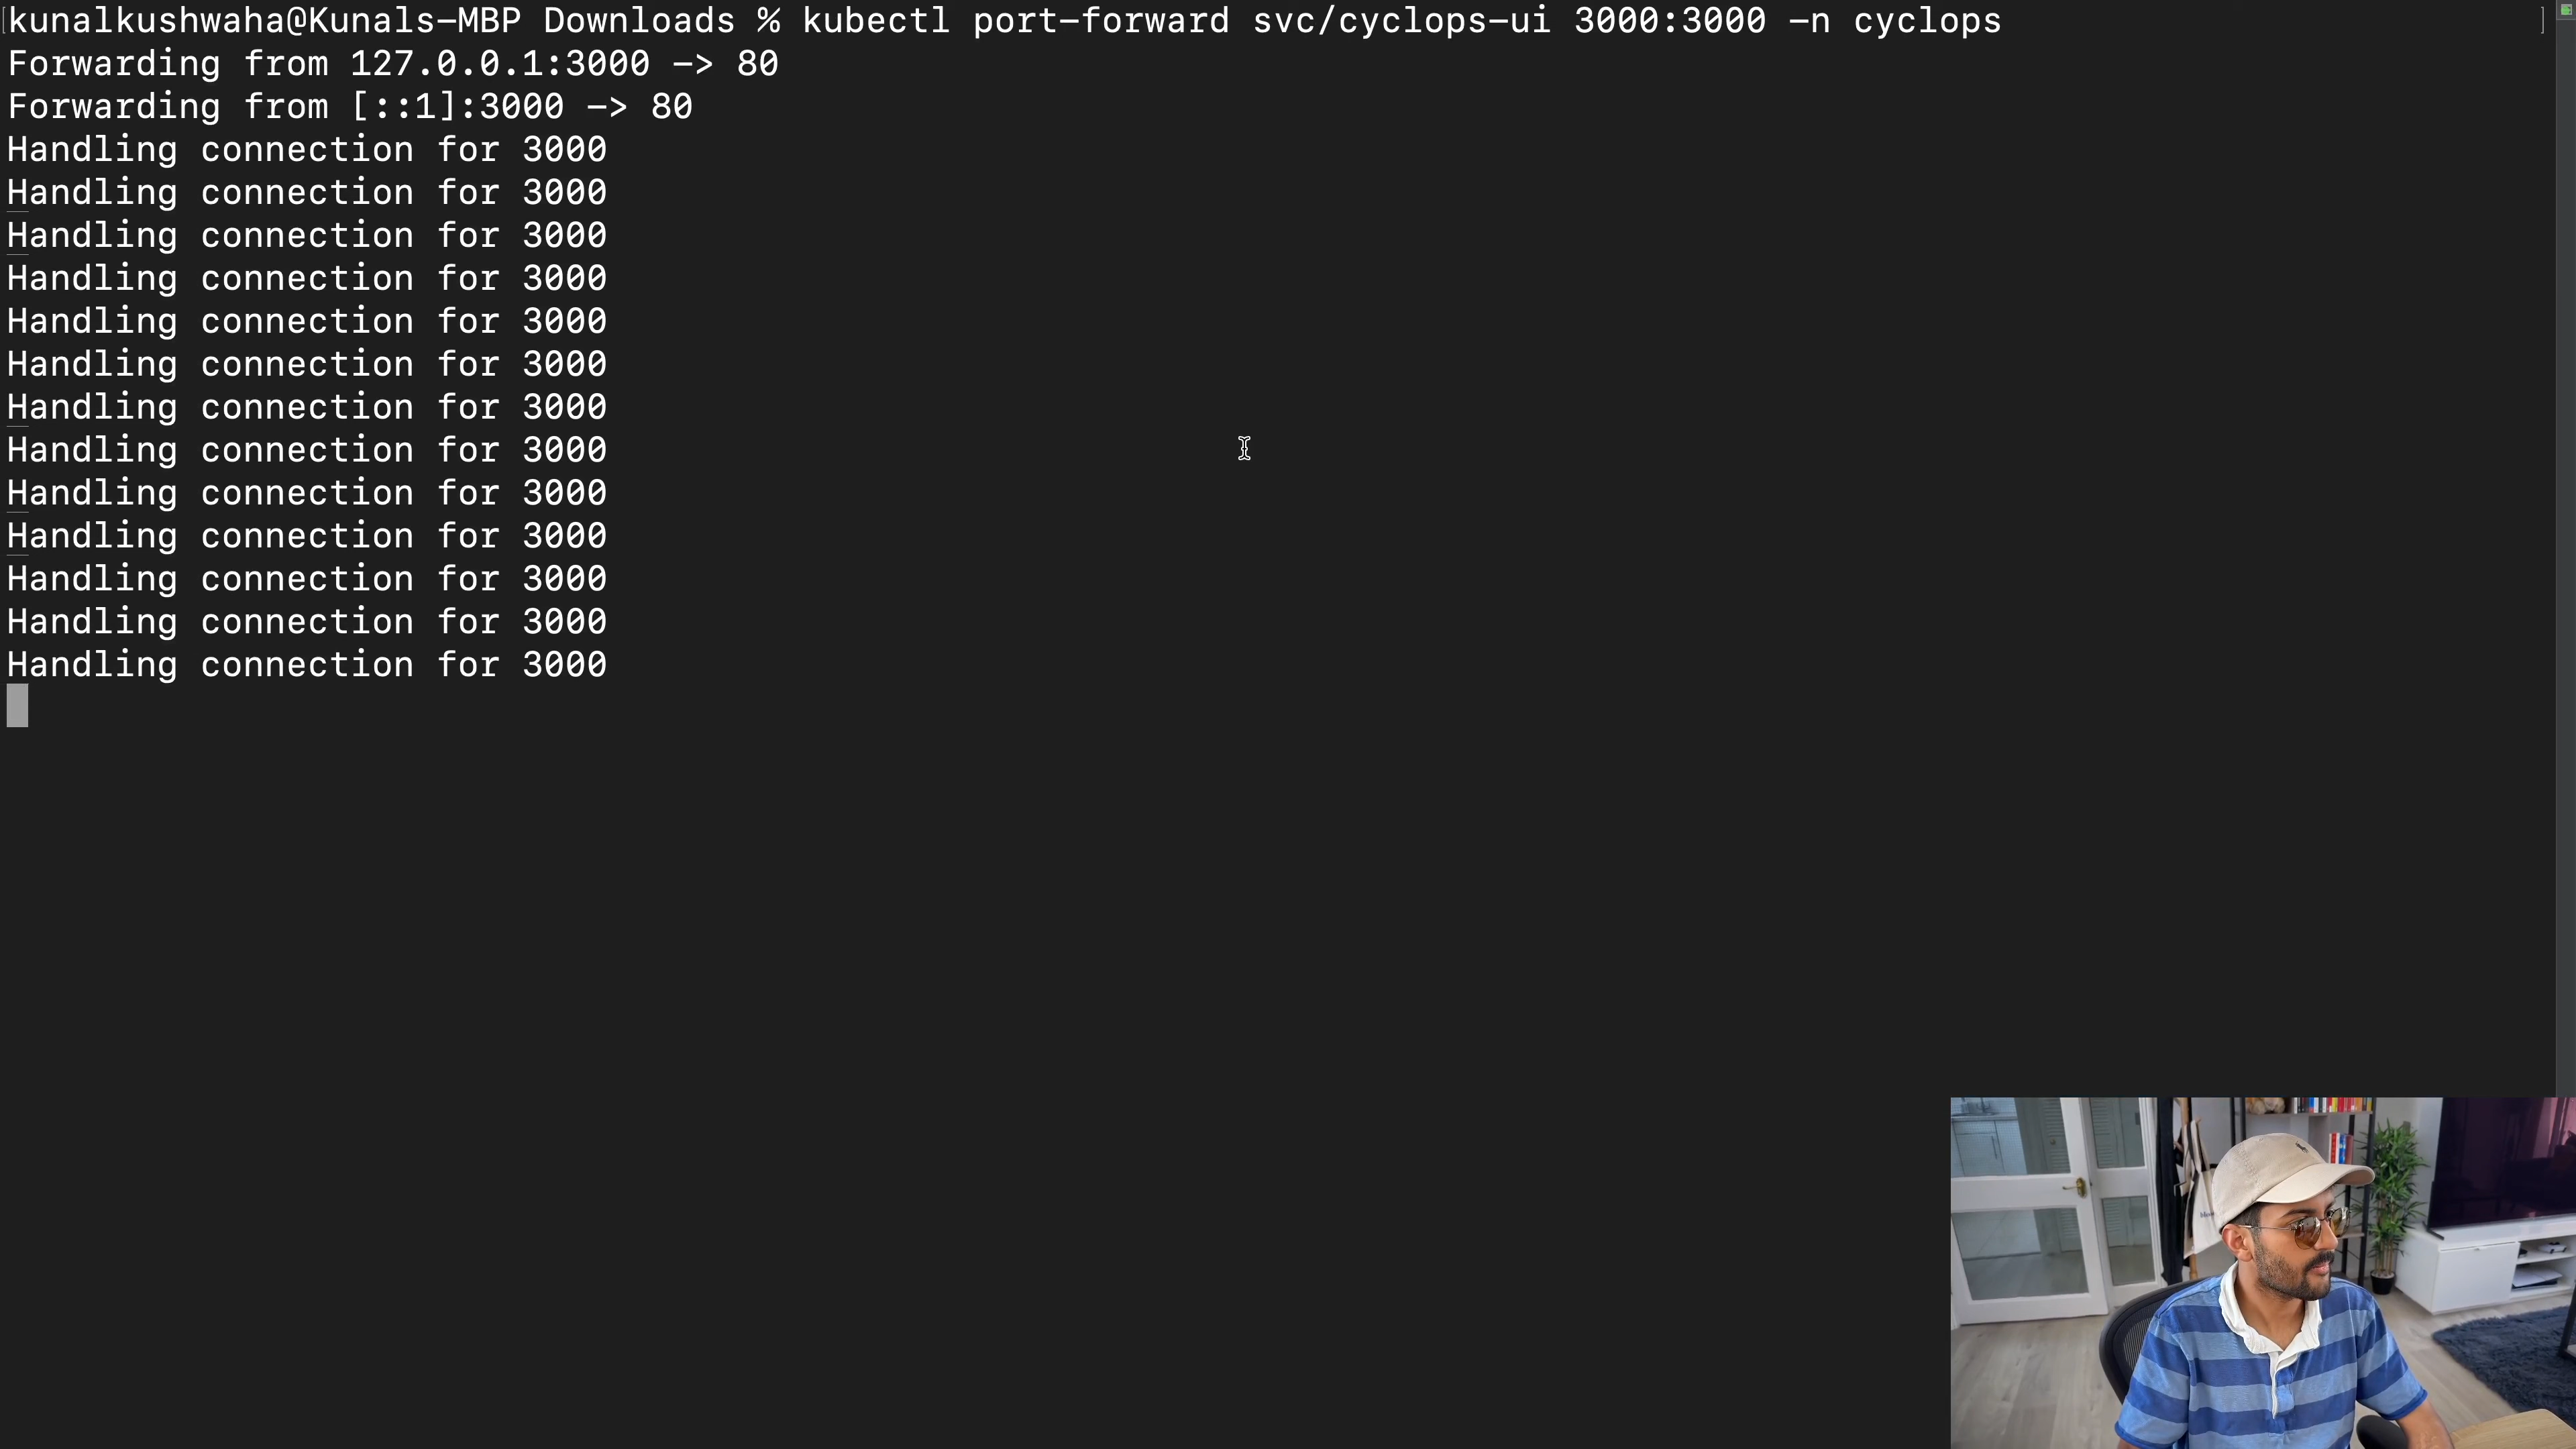 [kunalkushwaha@Kunals-MBP Downloads % kubectl port-forward svc/cyclops-ui 3000:3000 -n cyclops ]
Forwarding from 127.0.0.1:3000 -> 80
Forwarding from [::1]:3000 -> 80
Handling connection for 3000
Handling connection for 3000
Handling connection for 3000
Handling connection for 3000
Handling connection for 3000
Handling connection for 3000
Handling connection for 3000
Handling connection for 3000
Handling connection for 3000
Handling connection for 3000
Handling connection for 3000
Handling connection for 3000
Handling connection for 3000